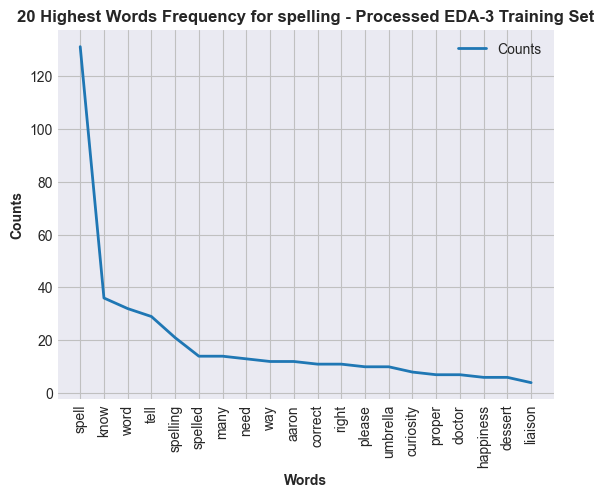 20 Highest Words Frequency for spelling - Processed EDA-3 Training Set
Counts
120
100
80
60
40
20
0
Counts
spell
know
word
tell
spelling
spelled
many
need
way
aaron
correct
right
please
umbrella
curiosity
proper
doctor
happiness
dessert
liaison
Words